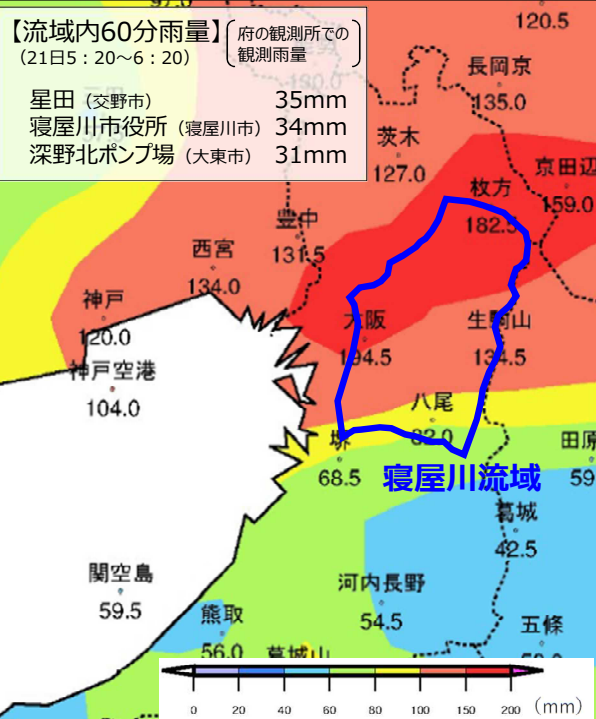 97.0
120.5
【流域内60分雨量】 府の観測所での
観測雨量
（21日5：20～6：20）
星田（交野市） 35mm
寝屋川市役所（寝屋川市） 34mm
深野北ポンプ場（大東市） 31mm
長岡京
135.0
茨木
127.0
京田辺
159.0
枚方
182.5
豊中
131.5
西宮
134.0
神戸
120.0
大阪
194.5
生駒山
134.5
神戸空港
104.0
八尾
82.0
堺
68.5
田原
59
寝屋川流域
葛城
42.5
関空島
59.5
河内長野
54.5
熊取
56.0
五條
葛城山
0 20 40 60 80 100 150 200 （mm）